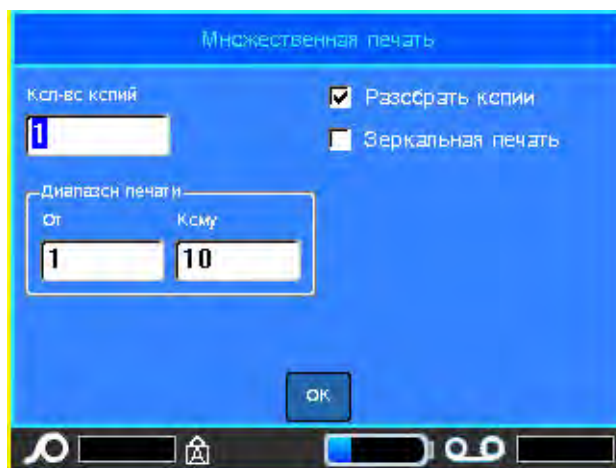 Множественная печать
Кол-во копий
1
Разобрать копии
Зеркальная печать
Диапазон печати
От
Кому
1
10
OK
A